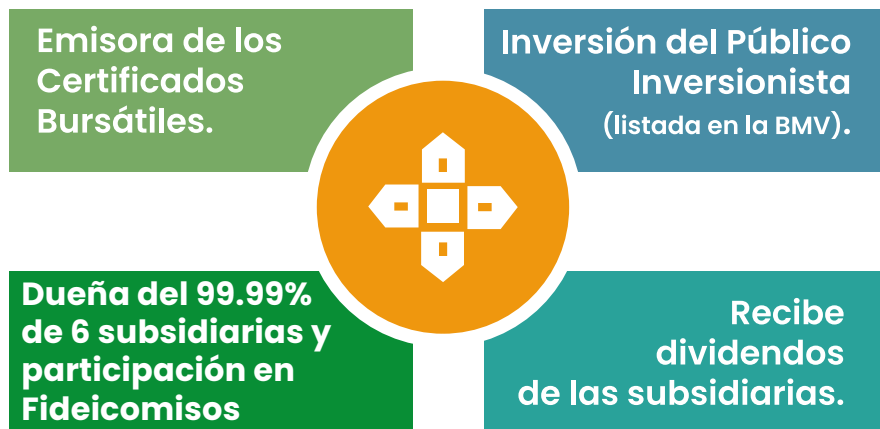 Emisora de los
Certificados
Bursátiles.
Inversión del Público
Inversionista
(listada en la BMV).
Dueña del 99.99%
de 6 subsidiarias y
participación en
Fideicomisos
Recibe
dividendos
de las subsidiarias.